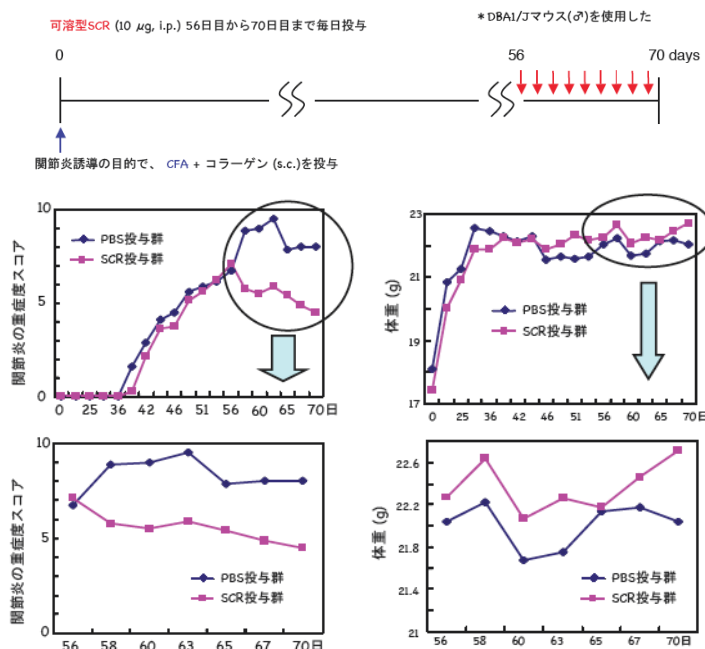 可溶型SCR (10 μg, i.p.) 56日目から70日目まで毎日投与
*DBA1/Jマウス(♂)を使用した
0
56
70 days
関節炎誘導の目的で、 CFA + コラーゲン (s.c.)を投与
関節炎の重症度スコア
10
5
0
PBS投与群
SCR投与群
0 25 36 42 46 51 56 60 65 70日
体重 (g)
23
21
19
17
PBS投与群
SCR投与群
0 25 36 42 46 51 56 60 65 70日
関節炎の重症度スコア
10
5
0
PBS投与群
SCR投与群
56 58 60 63 65 67 70日
体重 (g)
22.6
22.2
21.8
21.4
21
PBS投与群
SCR投与群
56 58 60 63 65 67 70日